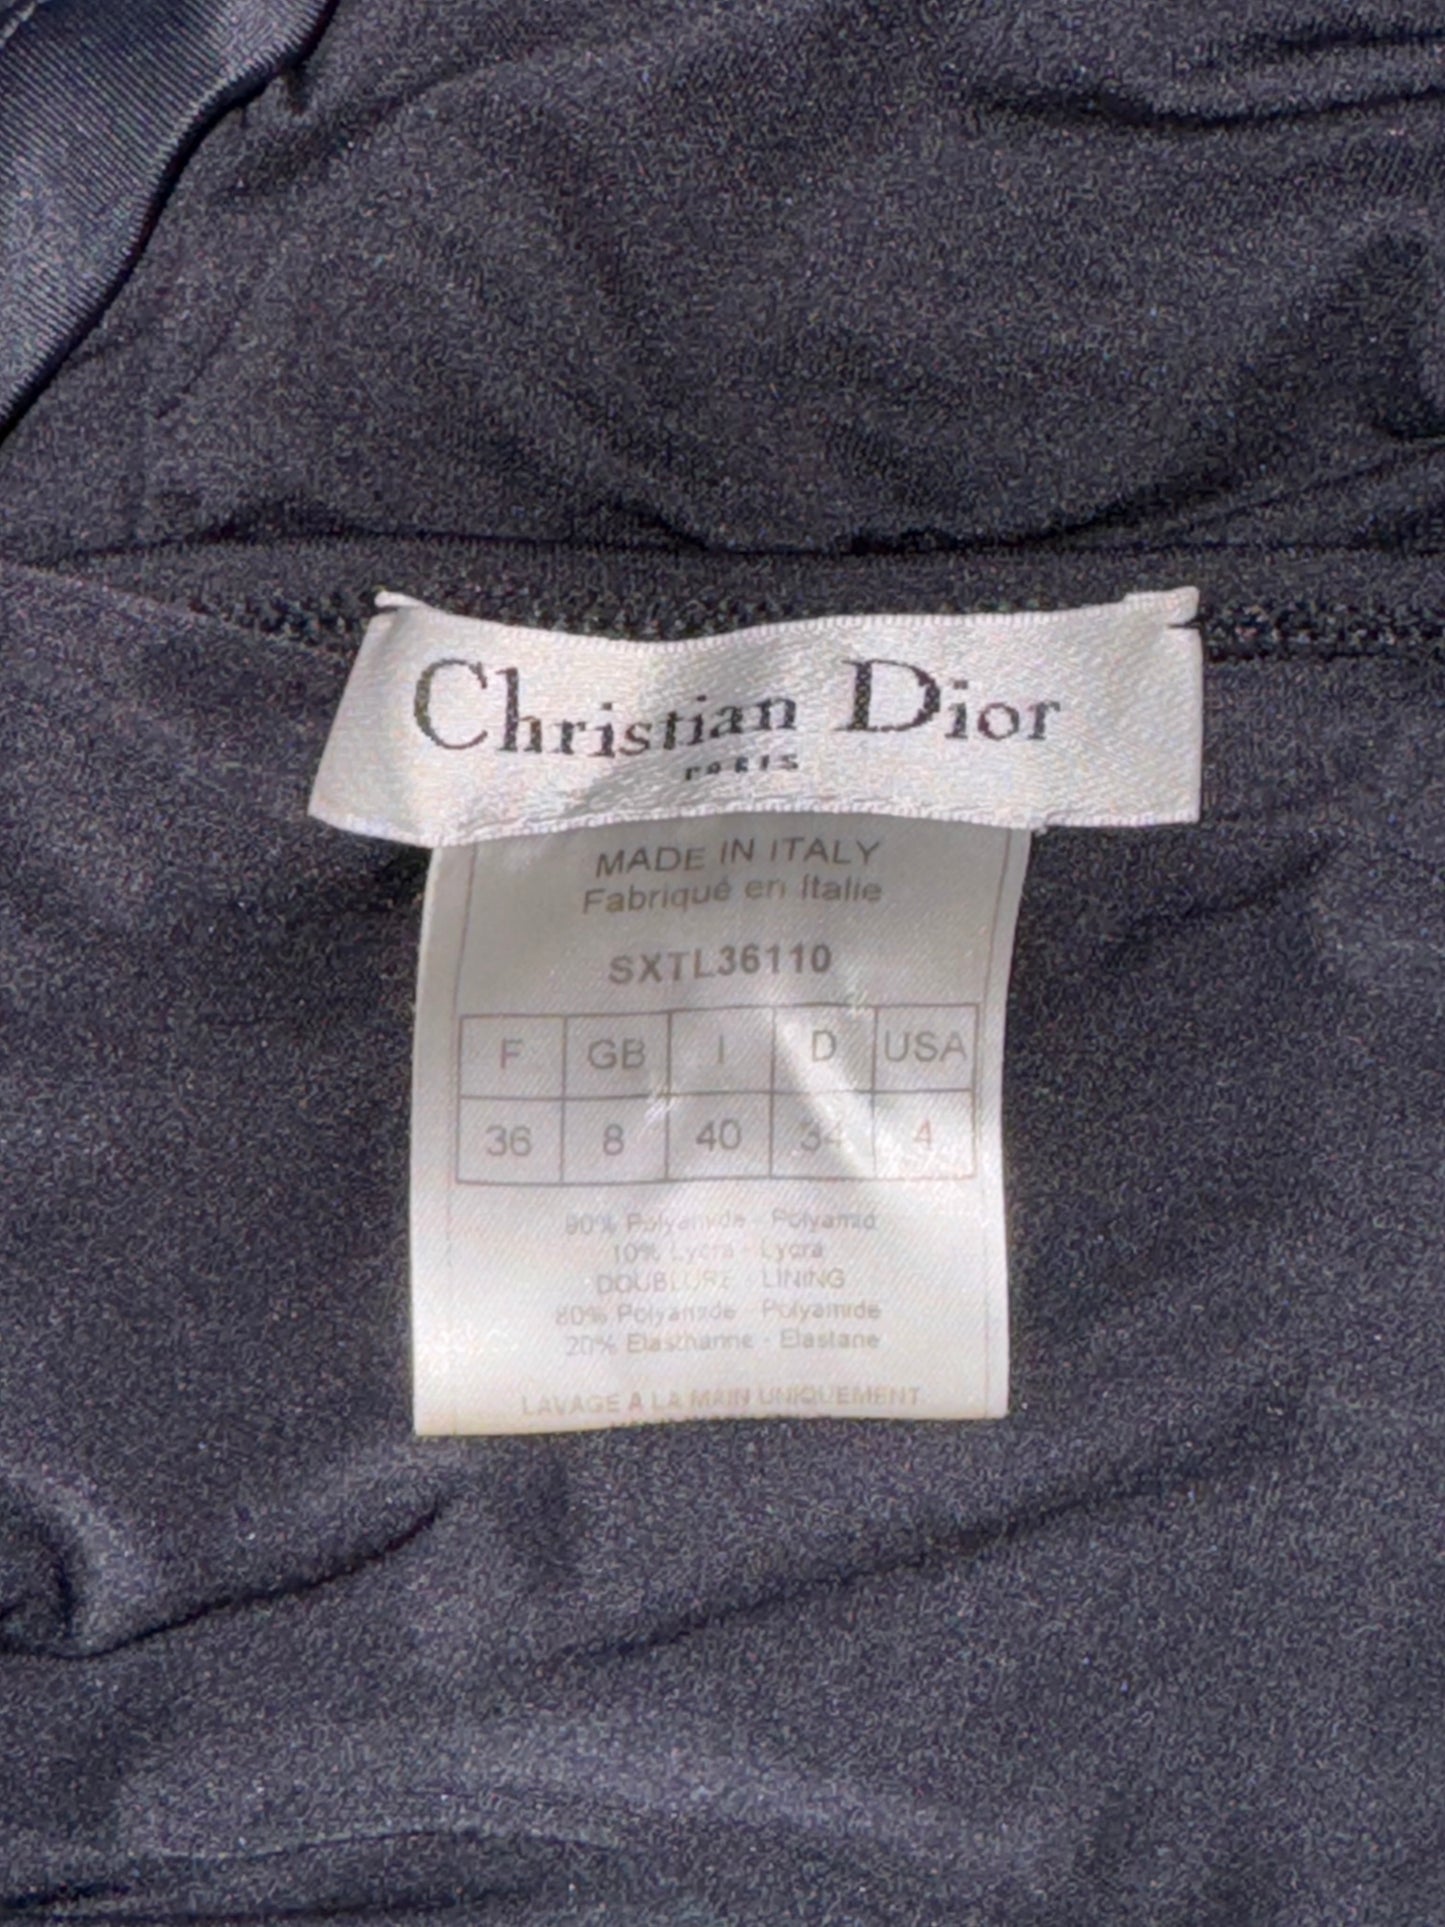 Christian Dior
PARIS
MADE IN ITALY
Fabriqué en Italie
SXTL36110
F GB I D USA
36 8 40 34 4
90% Polyamide - Polyamid
10% Lycra - Lycra
DOUBLURE - LINING
80% Polyamide - Polyamide
20% Elasthanne - Elastane
LAVAGE A LA MAIN UNIQUEMENT